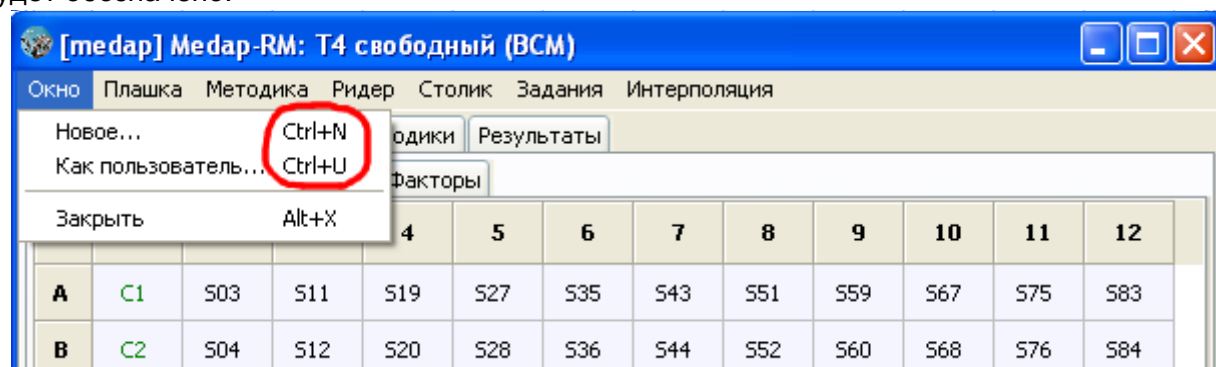 [medap] Medap-RM: T4 свободный (ВСМ)
Окно Плашка Методика Ридер Столик Задания Интерполяция
Новое... Ctrl+N
Результаты
Как пользователь... Ctrl+U
Факторы
Закрыть Alt+X
4 5 6 7 8 9 10 11 12
A C1 S03 S11 S19 S27 S35 S43 S51 S59 S67 S75 S83
B C2 S04 S12 S20 S28 S36 S44 S52 S60 S68 S76 S84